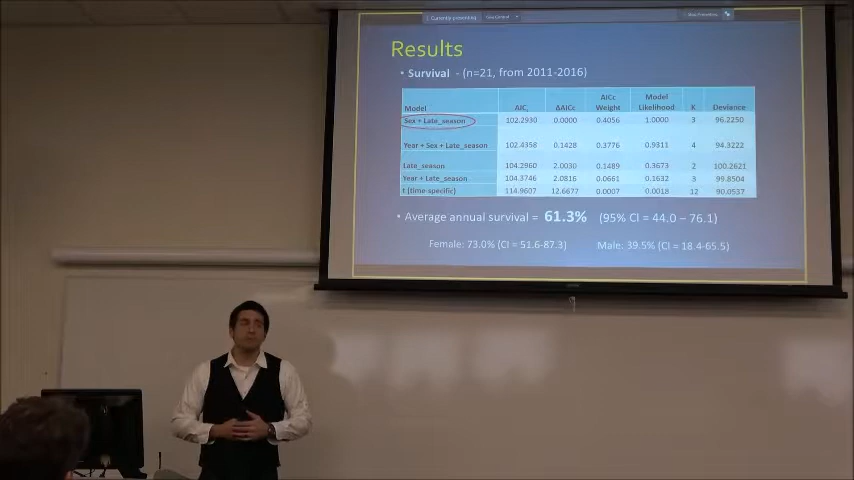 Currently presenting
Stop Presenting
Results
• Survival - (n=21, from 2011-2016)
Model AICc ΔAICc AICc Weight Model Likelihood K Deviance
Sex + Late_season 102.2930 0.0000 0.4056 1.0000 3 96.2250
Year + Sex + Late_season 102.4358 0.1428 0.3776 0.9311 4 94.3222
Late_season 104.2960 2.0030 0.1489 0.3673 2 100.2621
Year + Late_season 104.3746 2.0816 0.0661 0.1632 3 99.8504
t (time-specific) 114.9607 12.6677 0.0007 0.0018 12 90.0537
• Average annual survival = 61.3% (95% CI = 44.0 – 76.1)
Female: 73.0% (CI = 51.6-87.3) Male: 39.5% (CI = 18.4-65.5)